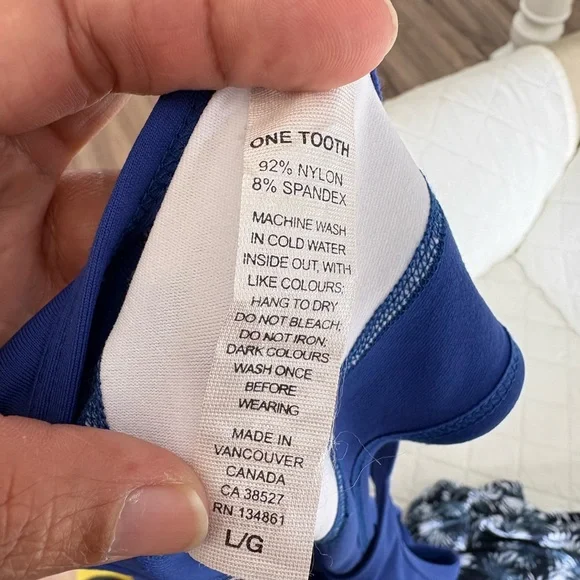 ONE TOOTH
92% NYLON
8% SPANDEX
MACHINE WASH
IN COLD WATER
INSIDE OUT, WITH
LIKE COLOURS;
HANG TO DRY
DO NOT BLEACH;
DO NOT IRON.
DARK COLOURS
WASH ONCE
BEFORE
WEARING
MADE IN
VANCOUVER
CANADA
CA 38527
RN 134861
L/G